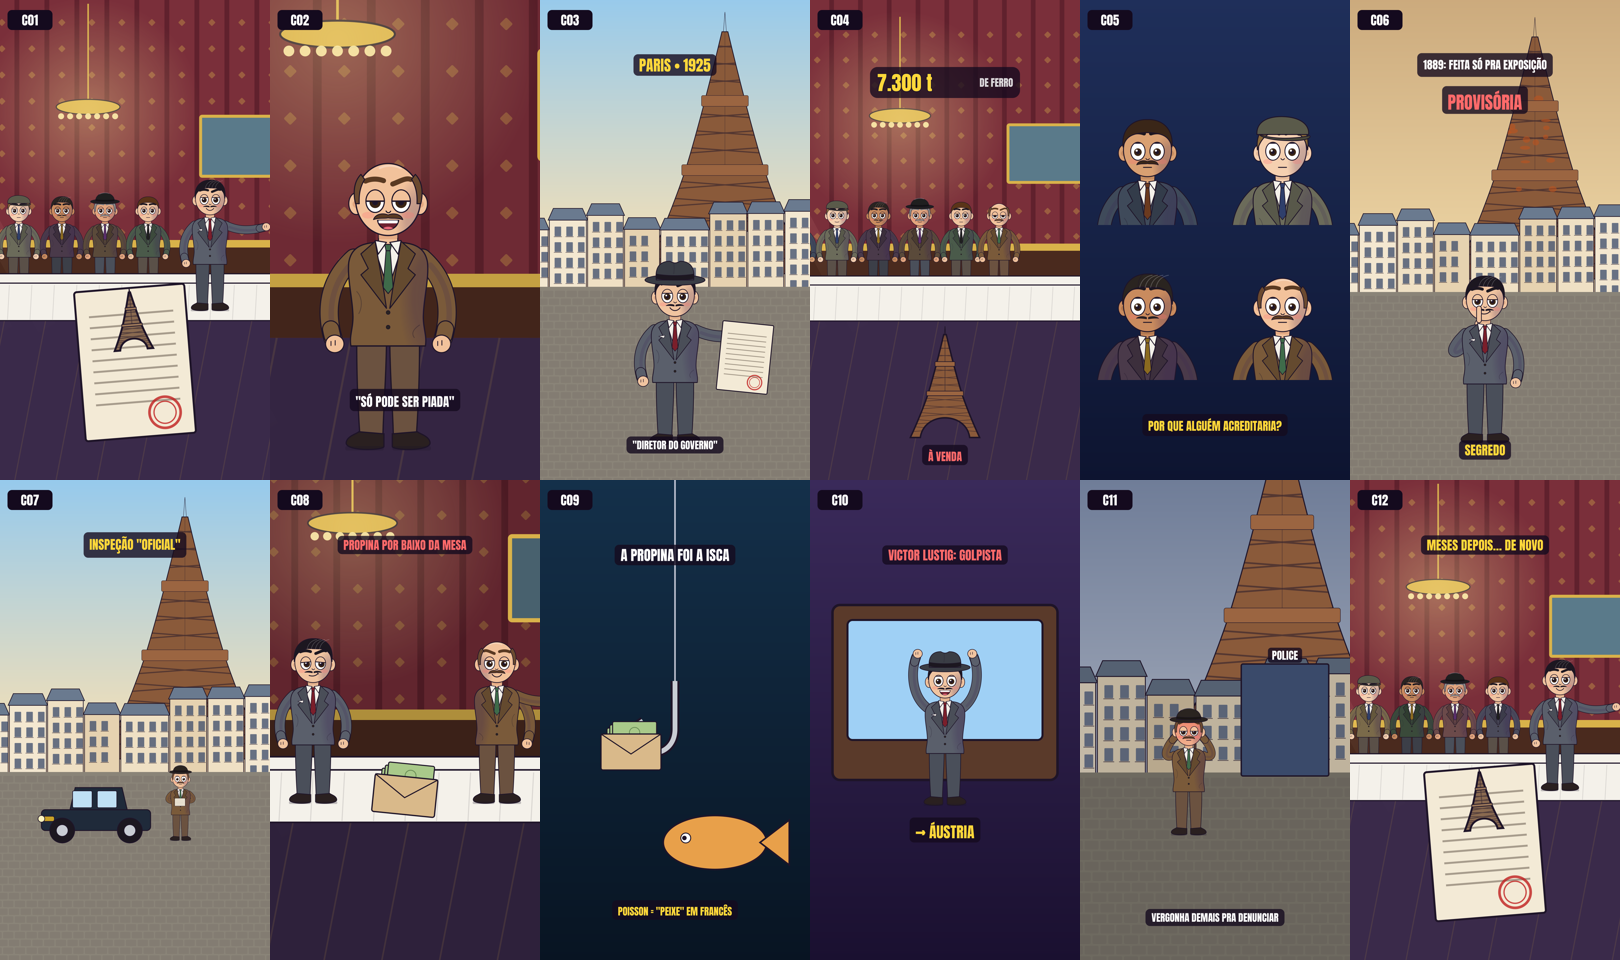 C01
C02
"SÓ PODE SER PIADA"
C03
PARIS • 1925
"DIRETOR DO GOVERNO"
C04
7.300 t DE FERRO
À VENDA
C05
POR QUE ALGUÉM ACREDITARIA?
C06
1889: FEITA SÓ PRA EXPOSIÇÃO
PROVISÓRIA
SEGREDO
C07
INSPEÇÃO "OFICIAL"
C08
PROPINA POR BAIXO DA MESA
C09
A PROPINA FOI A ISCA
POISSON = "PEIXE" EM FRANCÊS
C10
VICTOR LUSTIG: GOLPISTA
→ ÁUSTRIA
C11
POLICE
VERGONHA DEMAIS PRA DENUNCIAR
C12
MESES DEPOIS... DE NOVO